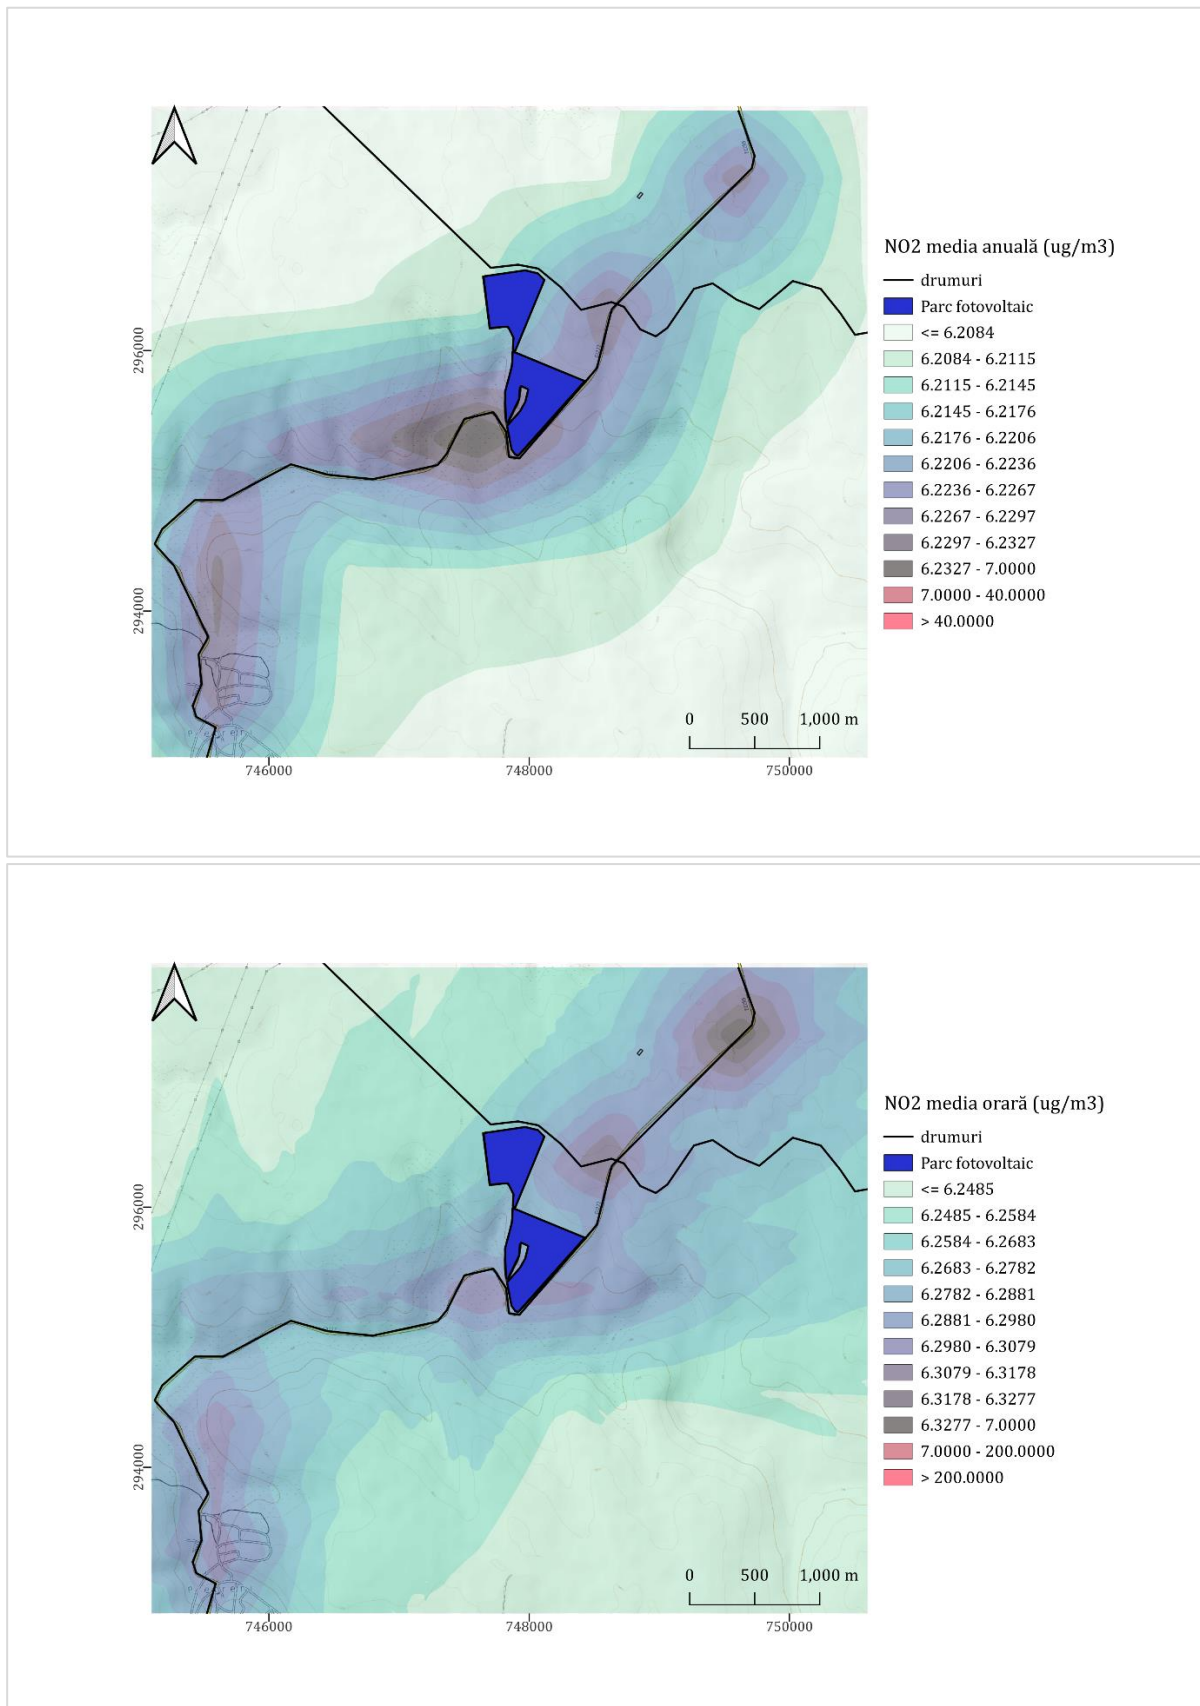 NO2 media anuală (ug/m3)
drumuri
Parc fotovoltaic
<= 6.2084
6.2084 - 6.2115
6.2115 - 6.2145
6.2145 - 6.2176
6.2176 - 6.2206
6.2206 - 6.2236
6.2236 - 6.2267
6.2267 - 6.2297
6.2297 - 6.2327
6.2327 - 7.0000
7.0000 - 40.0000
> 40.0000
296000
294000
0 500 1,000 m
746000 748000 750000
NO2 media orară (ug/m3)
drumuri
Parc fotovoltaic
<= 6.2485
6.2485 - 6.2584
6.2584 - 6.2683
6.2683 - 6.2782
6.2782 - 6.2881
6.2881 - 6.2980
6.2980 - 6.3079
6.3079 - 6.3178
6.3178 - 6.3277
6.3277 - 7.0000
7.0000 - 200.0000
> 200.0000
296000
294000
0 500 1,000 m
746000 748000 750000